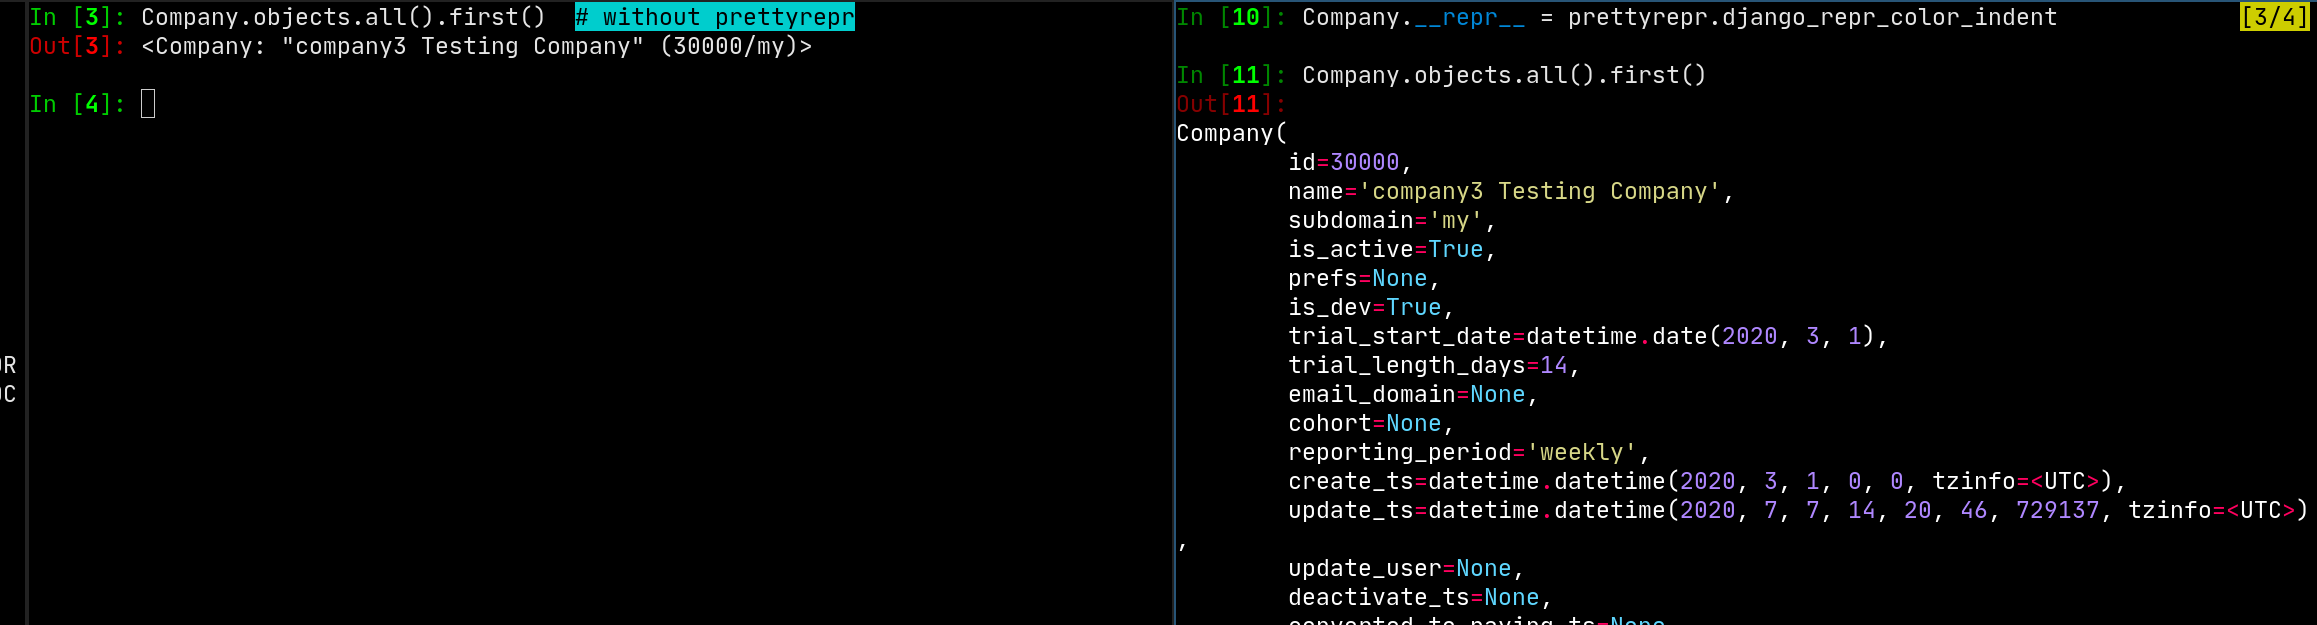 In [3]: Company.objects.all().first()  # without prettyrepr
Out[3]: <Company: "company3 Testing Company" (30000/my)>
In [4]:
OR
OC
In [10]: Company.__repr__ = prettyrepr.django_repr_color_indent
[3/4]
In [11]: Company.objects.all().first()
Out[11]:
Company(
        id=30000,
        name='company3 Testing Company',
        subdomain='my',
        is_active=True,
        prefs=None,
        is_dev=True,
        trial_start_date=datetime.date(2020, 3, 1),
        trial_length_days=14,
        email_domain=None,
        cohort=None,
        reporting_period='weekly',
        create_ts=datetime.datetime(2020, 3, 1, 0, 0, tzinfo=<UTC>),
        update_ts=datetime.datetime(2020, 7, 7, 14, 20, 46, 729137, tzinfo=<UTC>)
,
        update_user=None,
        deactivate_ts=None,
        converted_to_paying_ts=None